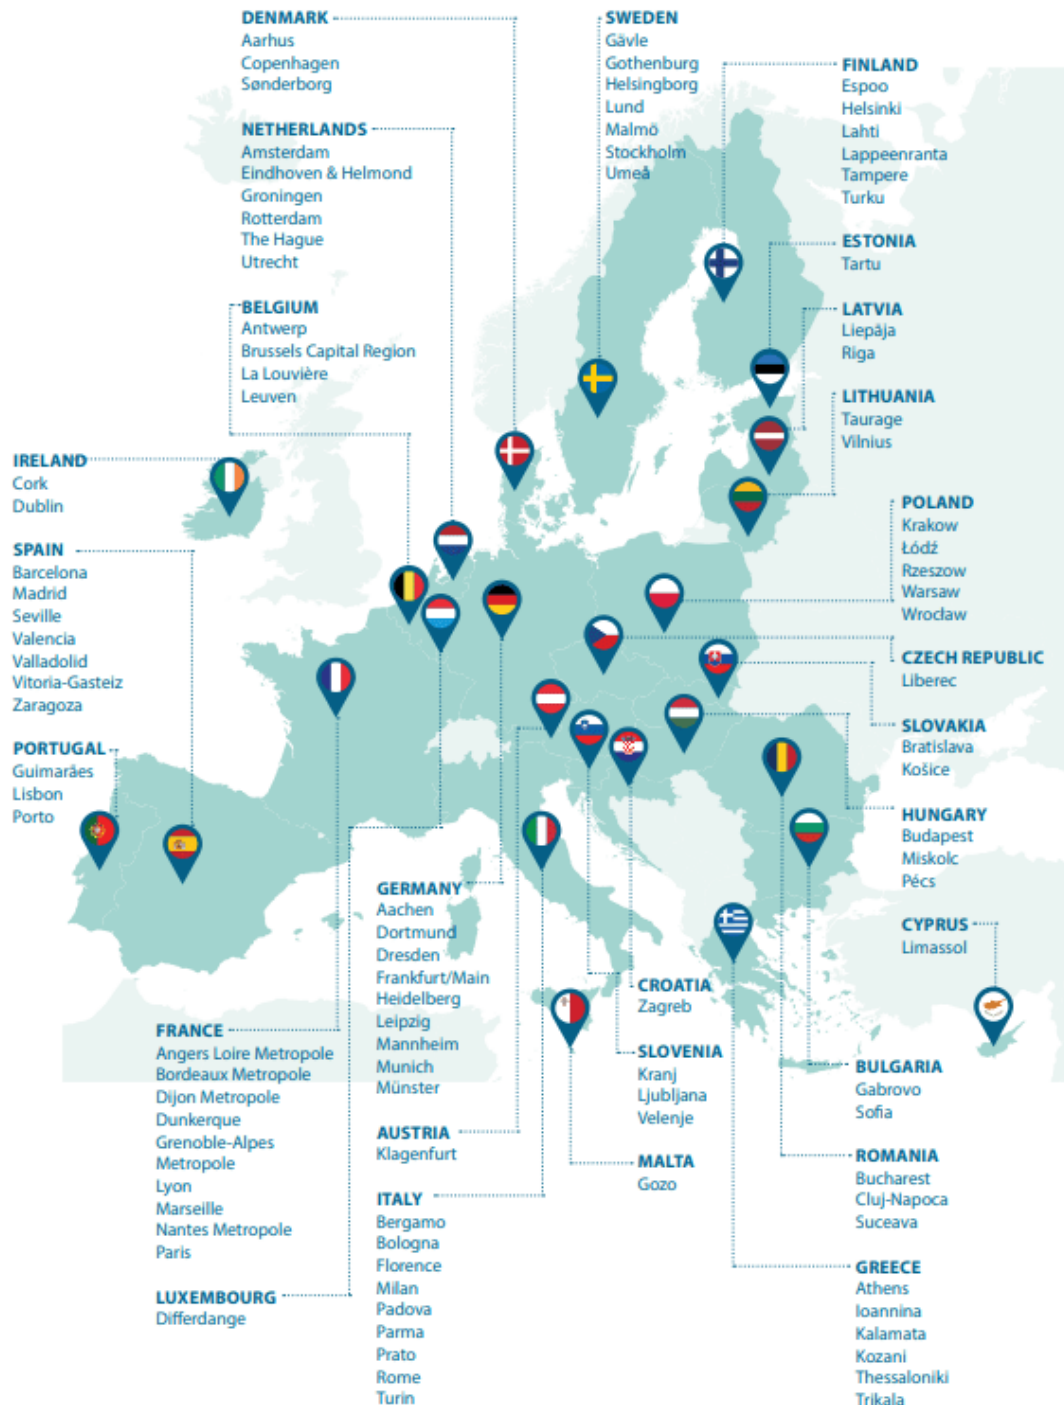 DENMARK
Aarhus
Copenhagen
Sønderborg
NETHERLANDS
Amsterdam
Eindhoven & Helmond
Groningen
Rotterdam
The Hague
Utrecht
BELGIUM
Antwerp
Brussels Capital Region
La Louvière
Leuven
IRELAND
Cork
Dublin
SPAIN
Barcelona
Madrid
Seville
Valencia
Valladolid
Vitoria-Gasteiz
Zaragoza
PORTUGAL
Guimarães
Lisbon
Porto
SWEDEN
Gävle
Gothenburg
Helsingborg
Lund
Malmö
Stockholm
Umeå
FINLAND
Espoo
Helsinki
Lahti
Lappeenranta
Tampere
Turku
ESTONIA
Tartu
LATVIA
Liepāja
Riga
LITHUANIA
Taurage
Vilnius
POLAND
Krakow
Łódź
Rzeszow
Warsaw
Wrocław
CZECH REPUBLIC
Liberec
SLOVAKIA
Bratislava
Košice
HUNGARY
Budapest
Miskolc
Pécs
CYPRUS
Limassol
FRANCE
Angers Loire Metropole
Bordeaux Metropole
Dijon Metropole
Dunkerque
Grenoble-Alpes
Metropole
Lyon
Marseille
Nantes Metropole
Paris
LUXEMBOURG
Differdange
GERMANY
Aachen
Dortmund
Dresden
Frankfurt/Main
Heidelberg
Leipzig
Mannheim
Munich
Münster
AUSTRIA
Klagenfurt
ITALY
Bergamo
Bologna
Florence
Milan
Padova
Parma
Prato
Rome
Turin
CROATIA
Zagreb
SLOVENIA
Kranj
Ljubljana
Velenje
MALTA
Gozo
BULGARIA
Gabrovo
Sofia
ROMANIA
Bucharest
Cluj-Napoca
Suceava
GREECE
Athens
Ioannina
Kalamata
Kozani
Thessaloniki
Trikala